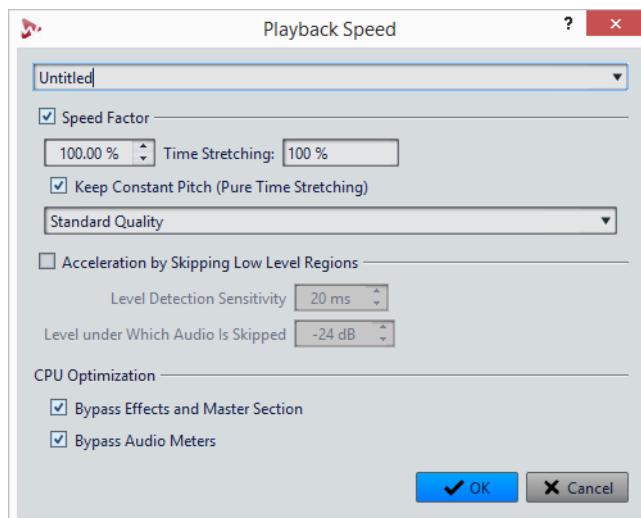 Playback Speed
?
Untitled
Speed Factor
100.00 % Time Stretching: 100 %
Keep Constant Pitch (Pure Time Stretching)
Standard Quality
Acceleration by Skipping Low Level Regions
Level Detection Sensitivity 20 ms
Level under Which Audio Is Skipped -24 dB
CPU Optimization
Bypass Effects and Master Section
Bypass Audio Meters
OK Cancel